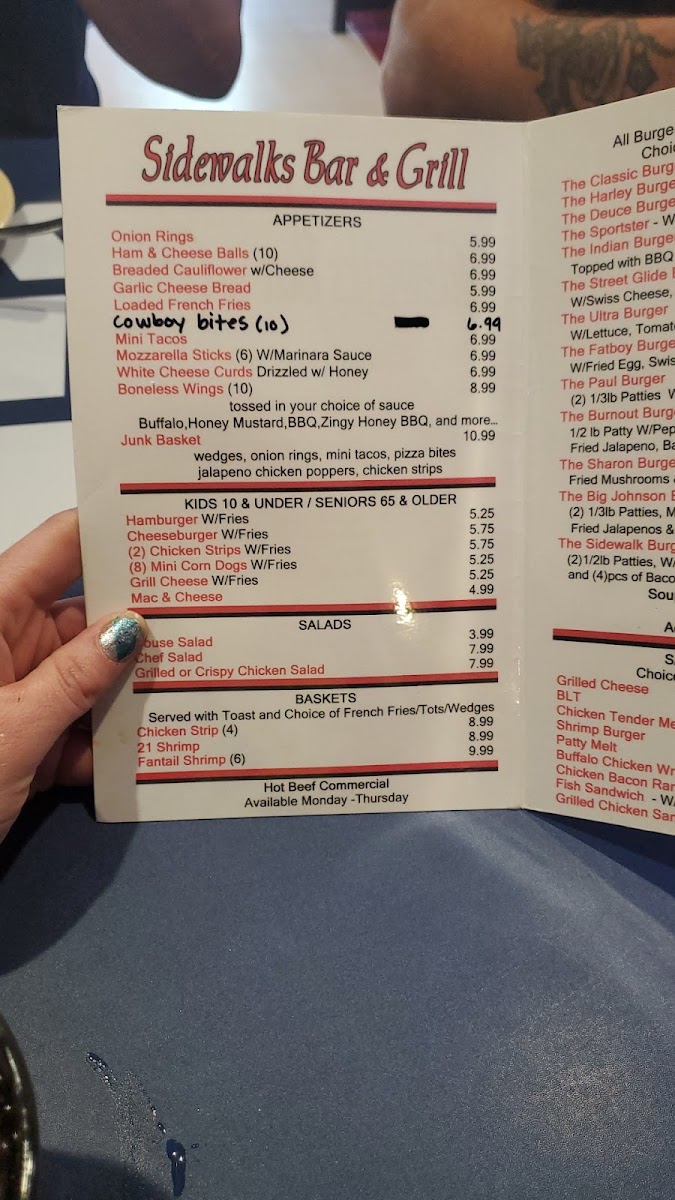 Sidewalks Bar & Grill
APPETIZERS
Onion Rings 5.99
Ham & Cheese Balls (10) 6.99
Breaded Cauliflower w/Cheese 6.99
Garlic Cheese Bread 5.99
Loaded French Fries 6.99
Cowboy bites (10) 6.99
Mini Tacos 6.99
Mozzarella Sticks (6) W/Marinara Sauce 6.99
White Cheese Curds Drizzled w/ Honey 6.99
Boneless Wings (10) 8.99
tossed in your choice of sauce
Buffalo,Honey Mustard,BBQ,Zingy Honey BBQ, and more...
Junk Basket 10.99
wedges, onion rings, mini tacos, pizza bites
jalapeno chicken poppers, chicken strips
KIDS 10 & UNDER / SENIORS 65 & OLDER
Hamburger W/Fries 5.25
Cheeseburger W/Fries 5.75
(2) Chicken Strips W/Fries 5.75
(8) Mini Corn Dogs W/Fries 5.25
Grill Cheese W/Fries 5.25
Mac & Cheese 4.99
SALADS
ouse Salad 3.99
Chef Salad 7.99
Grilled or Crispy Chicken Salad 7.99
BASKETS
Served with Toast and Choice of French Fries/Tots/Wedges
Chicken Strip (4) 8.99
21 Shrimp 8.99
Fantail Shrimp (6) 9.99
Hot Beef Commercial
Available Monday -Thursday
All Burge
Choi
The Classic Burg
The Harley Burge
The Deuce Burge
The Sportster - W
The Indian Burge
Topped with BBQ
The Street Glide
W/Swiss Cheese,
The Ultra Burger
W/Lettuce, Tomat
The Fatboy Burge
W/Fried Egg, Swis
The Paul Burger
(2) 1/3lb Patties W
The Burnout Burg
1/2 lb Patty W/Pep
Fried Jalapeno, Ba
The Sharon Burge
Fried Mushrooms
The Big Johnson
(2) 1/3lb Patties, M
Fried Jalapenos &
The Sidewalk Burg
(2)1/2lb Patties, W
and (4)pcs of Baco
Sou
A
S
Choic
Grilled Cheese
BLT
Chicken Tender Me
Shrimp Burger
Patty Melt
Buffalo Chicken Wr
Chicken Bacon Ran
Fish Sandwich - W
Grilled Chicken San